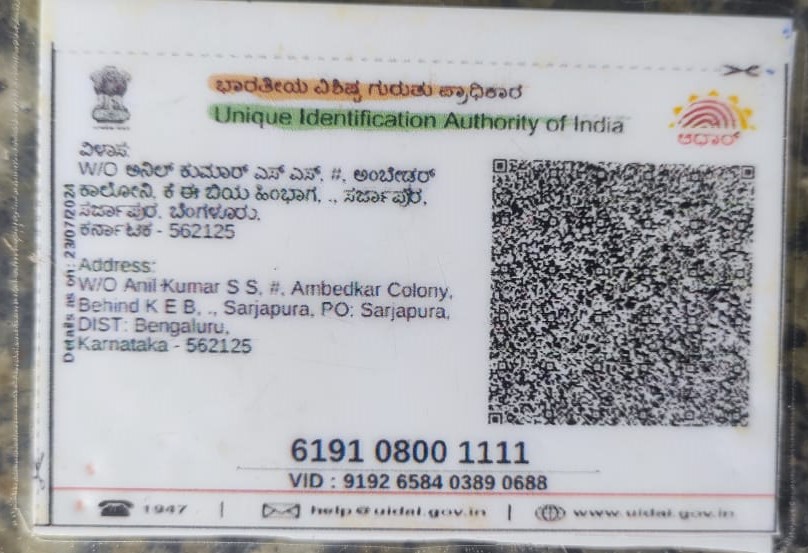 ಭಾರತೀಯ ವಿಶಿಷ್ಟ ಗುರುತು ಪ್ರಾಧಿಕಾರ
Unique Identification Authority of India
ಆಧಾರ್
ವಿಳಾಸ:
W/O ಅನಿಲ್ ಕುಮಾರ್ ಎಸ್ ಎಸ್, #, ಅಂಬೇಡರ್
ಕಾಲೋನಿ, ಕೆ ಈ ಬಿಯ ಹಿಂಭಾಗ, ., ಸರ್ಜಾಪುರ,
ಸರ್ಜಾಪುರ, ಬೆಂಗಳೂರು,
ಕರ್ನಾಟಕ - 562125
Address:
W/O Anil Kumar S S, #, Ambedkar Colony,
Behind K E B, ., Sarjapura, PO: Sarjapura,
DIST: Bengaluru,
Karnataka - 562125
Details as on: 23/07/2024
6191 0800 1111
VID : 9192 6584 0389 0688
1947 | help@uidai.gov.in | www.uidai.gov.in